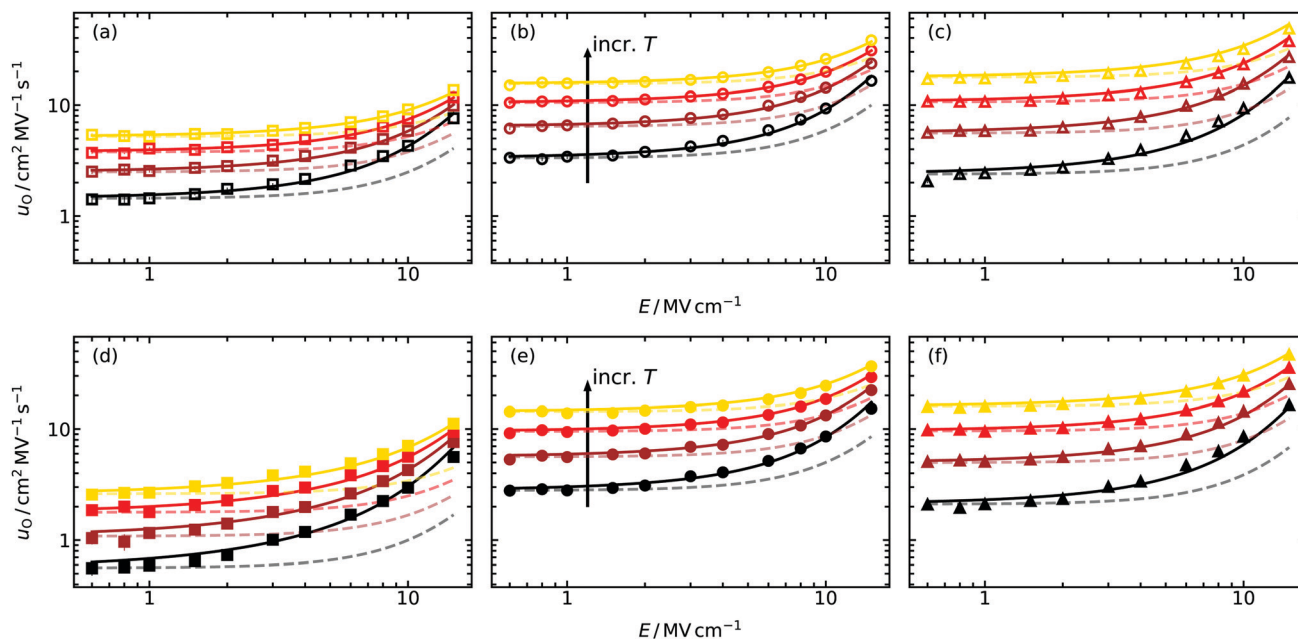 (a)
(b)
(c)
incr. T
u_O / cm² MV⁻¹ s⁻¹
10
1
1
10
1
10
1
10
E / MV cm⁻¹
(d)
(e)
(f)
incr. T
u_O / cm² MV⁻¹ s⁻¹
10
1
1
10
1
10
1
10
E / MV cm⁻¹